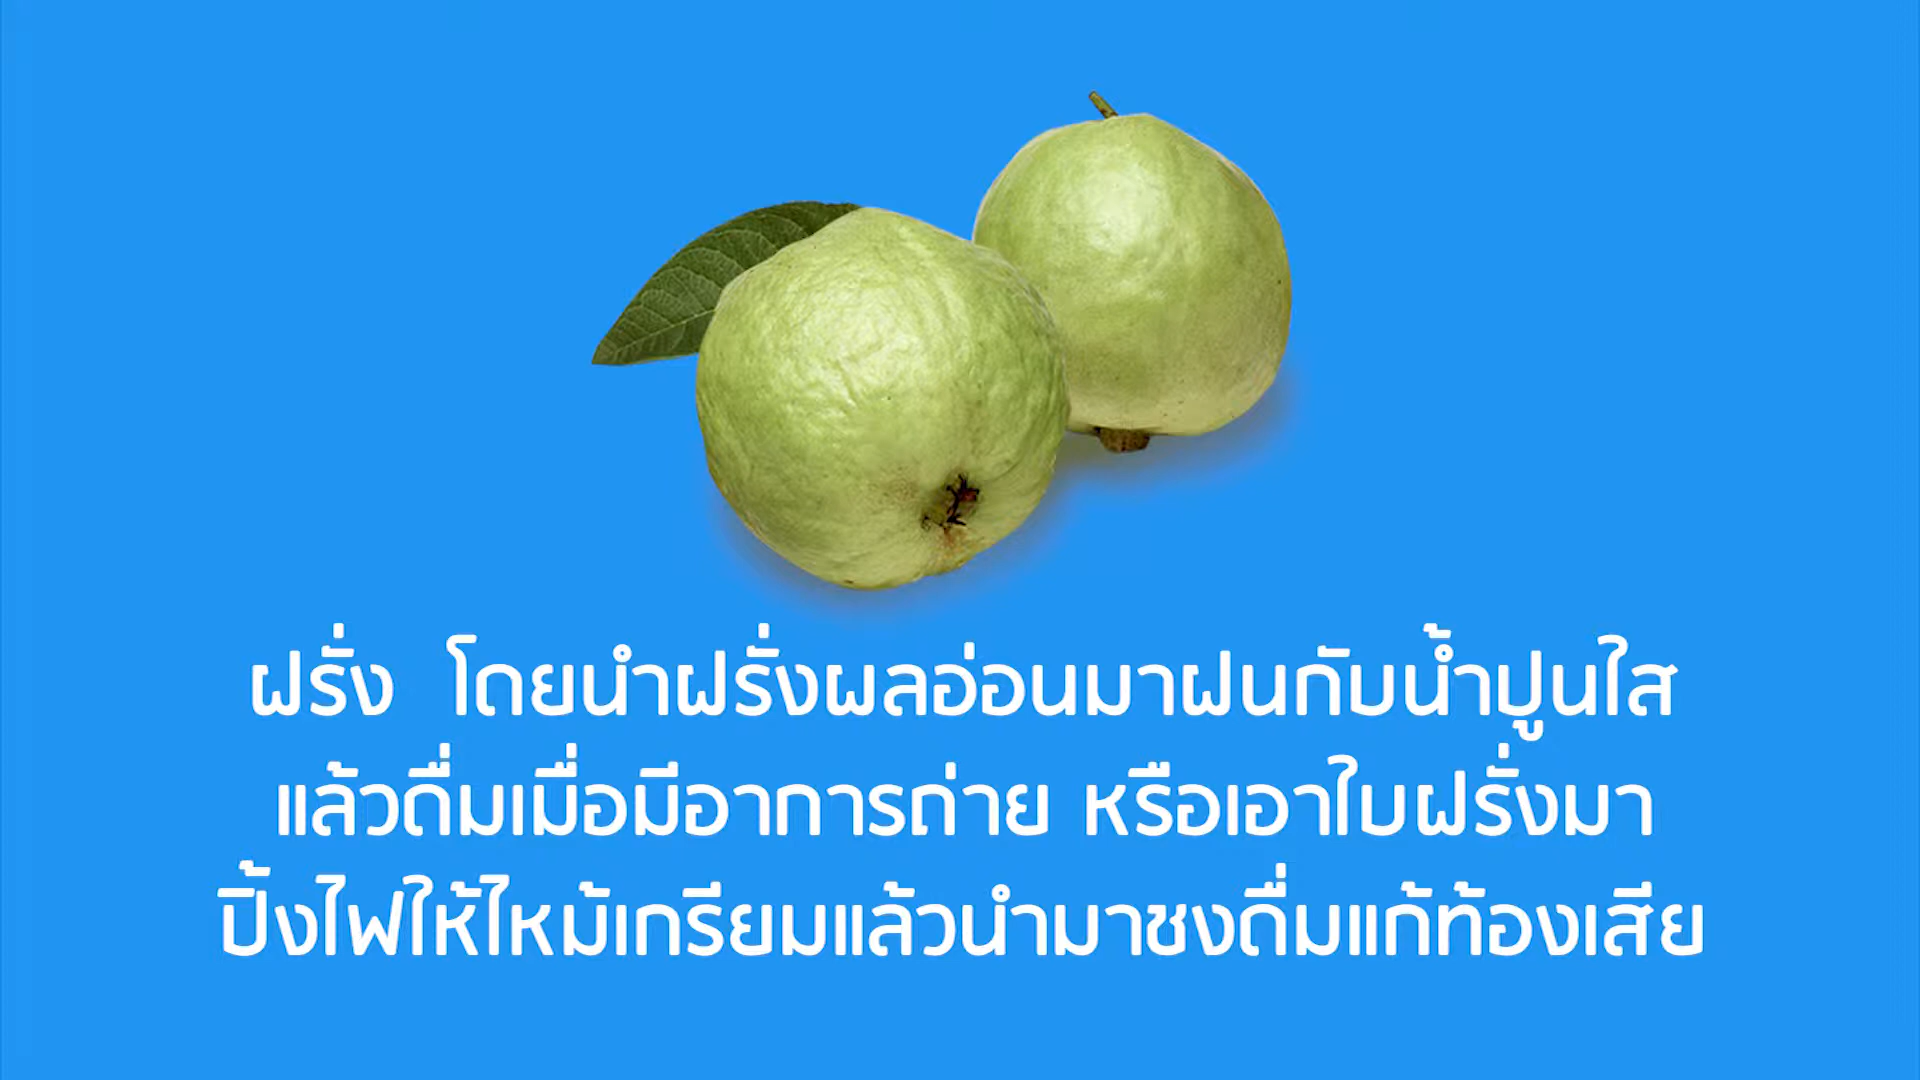 ฝรั่ง  โดยนำฝรั่งผลอ่อนมาฝนกับน้ำปูนใส
แล้วดื่มเมื่อมีอาการถ่าย หรือเอาใบฝรั่งมา
ปิ้งไฟให้ไหม้เกรียมแล้วนำมาชงดื่มแก้ท้องเสีย